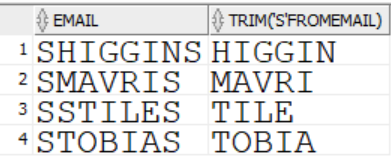 EMAIL TRIM('S'FROMEMAIL)
1 SHIGGINS HIGGIN
2 SMAVRIS MAVRI
3 SSTILES TILE
4 STOBIAS TOBIA